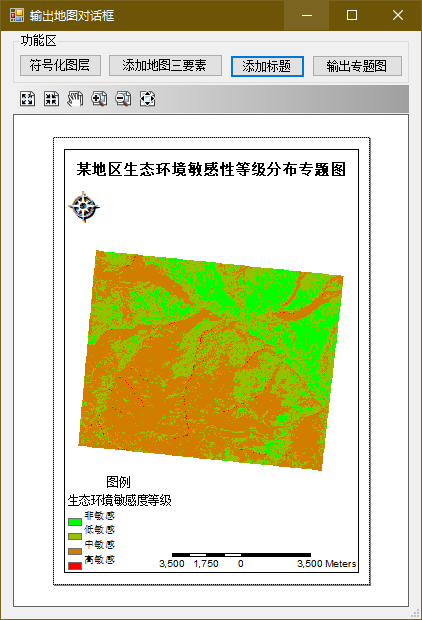 输出地图对话框
功能区
符号化图层 添加地图三要素 添加标题 输出专题图
某地区生态环境敏感性等级分布专题图
图例
生态环境敏感度等级
非敏感
低敏感
中敏感
高敏感
3,500 1,750 0 3,500 Meters